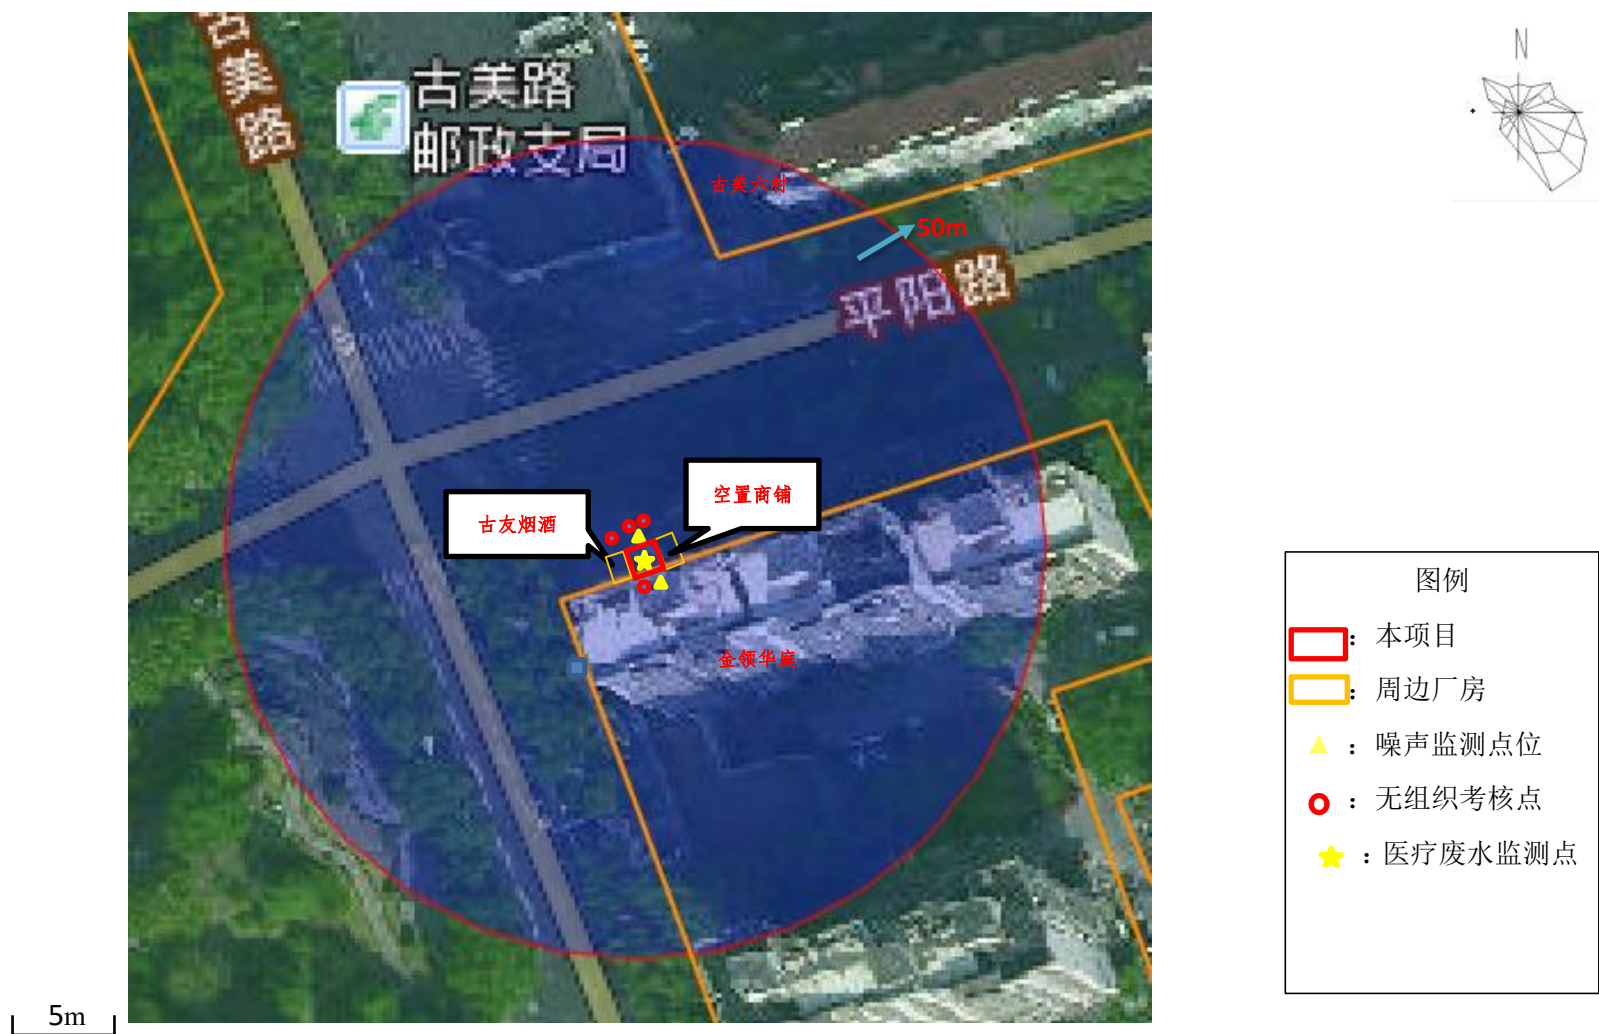 古美路
古美路
邮政支局
N
古美六村
50m
平阳路
空置商铺
古友烟酒
金领华庭
图例
：本项目
：周边厂房
：噪声监测点位
：无组织考核点
：医疗废水监测点
5m